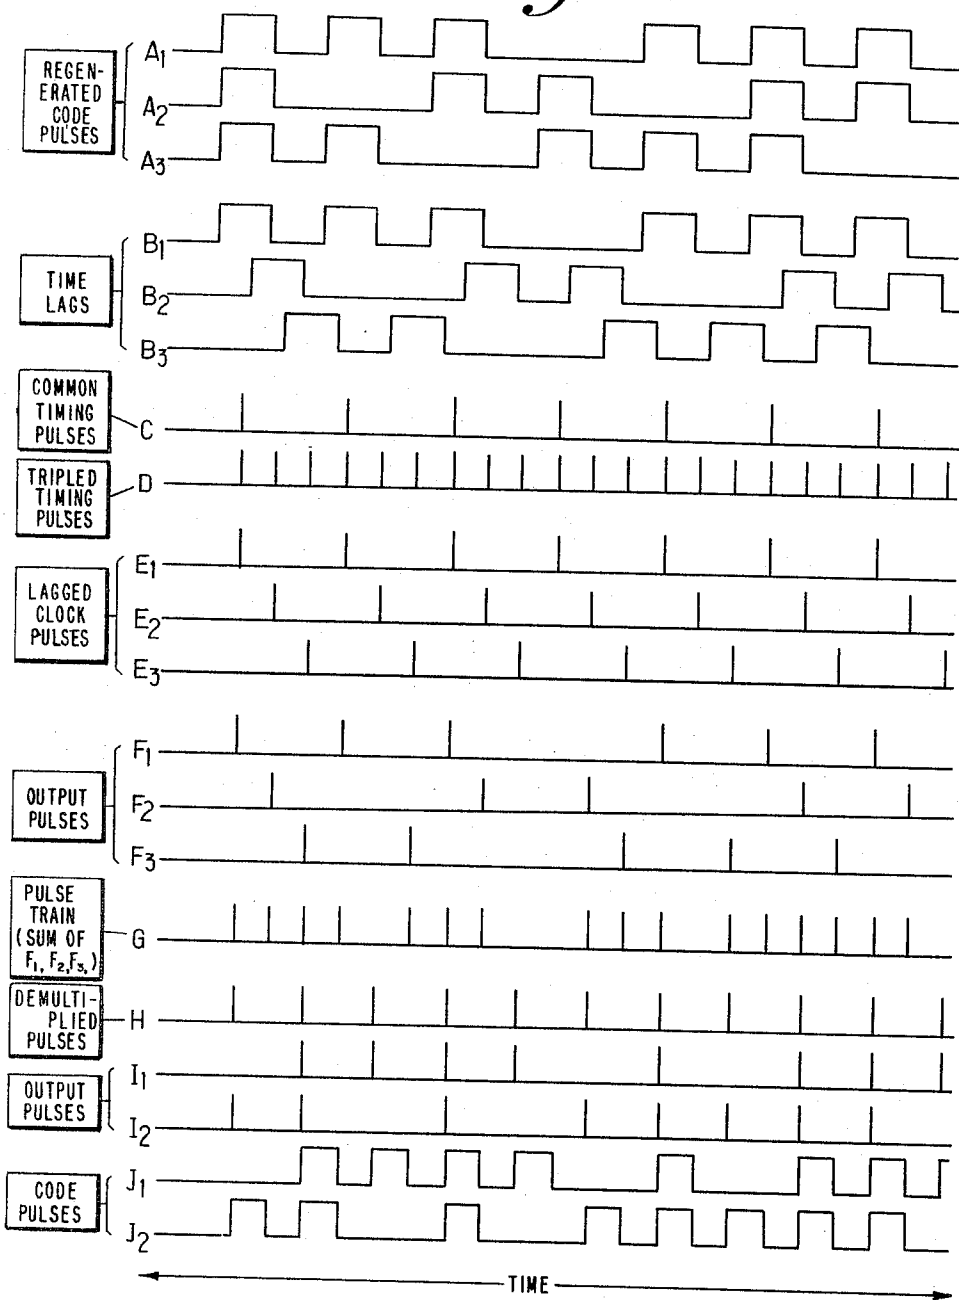 REGEN-
ERATED
CODE
PULSES
A1
A2
A3
TIME
LAGS
B1
B2
B3
COMMON
TIMING
PULSES
C
TRIPLED
TIMING
PULSES
D
LAGGED
CLOCK
PULSES
E1
E2
E3
OUTPUT
PULSES
F1
F2
F3
PULSE
TRAIN
(SUM OF
F1, F2,F3,)
G
DEMULTI-
PLIED
PULSES
H
OUTPUT
PULSES
I1
I2
CODE
PULSES
J1
J2
TIME